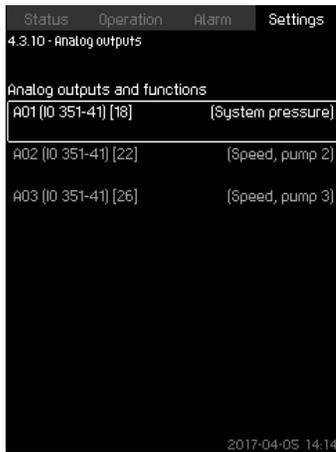 Status Operation Alarm Settings
4.3.10 - Analog outputs
Analog outputs and functions
AO1 (IO 351-41) [18] (System pressure)
AO2 (IO 351-41) [22] (Speed, pump 2)
AO3 (IO 351-41) [26] (Speed, pump 3)
2017-04-05 14:14